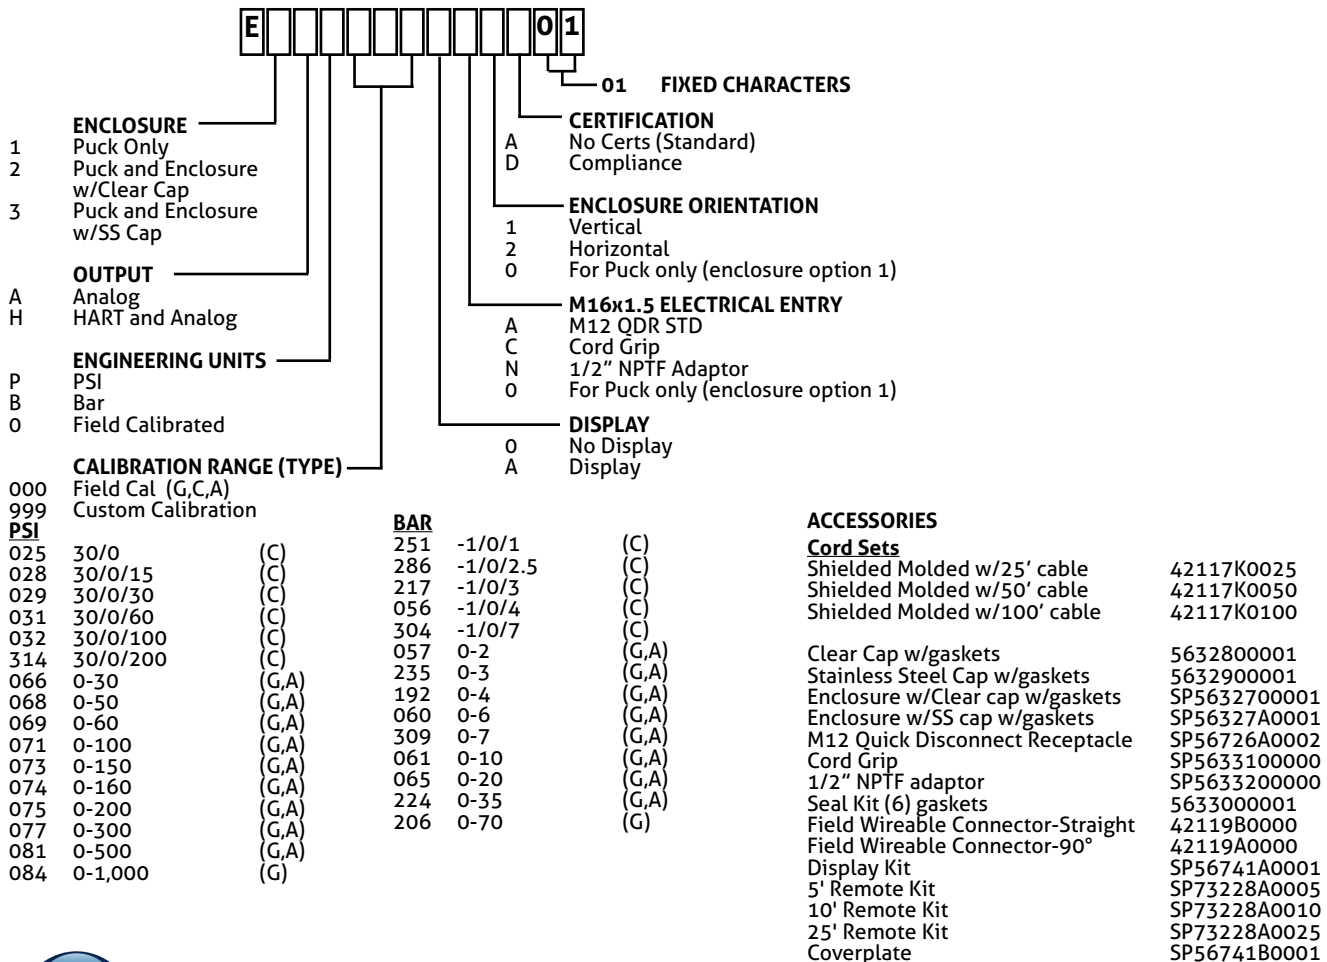 E 0 1
01 FIXED CHARACTERS
ENCLOSURE
1 Puck Only
2 Puck and Enclosure
w/Clear Cap
3 Puck and Enclosure
w/SS Cap
OUTPUT
A Analog
H HART and Analog
ENGINEERING UNITS
P PSI
B Bar
0 Field Calibrated
CALIBRATION RANGE (TYPE)
000 Field Cal (G,C,A)
999 Custom Calibration
PSI
025 30/0 (C)
028 30/0/15 (C)
029 30/0/30 (C)
031 30/0/60 (C)
032 30/0/100 (C)
314 30/0/200 (C)
066 0-30 (G,A)
068 0-50 (G,A)
069 0-60 (G,A)
071 0-100 (G,A)
073 0-150 (G,A)
074 0-160 (G,A)
075 0-200 (G,A)
077 0-300 (G,A)
081 0-500 (G,A)
084 0-1,000 (G)
BAR
251 -1/0/1 (C)
286 -1/0/2.5 (C)
217 -1/0/3 (C)
056 -1/0/4 (C)
304 -1/0/7 (C)
057 0-2 (G,A)
235 0-3 (G,A)
192 0-4 (G,A)
060 0-6 (G,A)
309 0-7 (G,A)
061 0-10 (G,A)
065 0-20 (G,A)
224 0-35 (G,A)
206 0-70 (G)
CERTIFICATION
A No Certs (Standard)
D Compliance
ENCLOSURE ORIENTATION
1 Vertical
2 Horizontal
0 For Puck only (enclosure option 1)
M16x1.5 ELECTRICAL ENTRY
A M12 QDR STD
C Cord Grip
N 1/2” NPTF Adaptor
0 For Puck only (enclosure option 1)
DISPLAY
0 No Display
A Display
ACCESSORIES
Cord Sets
Shielded Molded w/25’ cable 42117K0025
Shielded Molded w/50’ cable 42117K0050
Shielded Molded w/100’ cable 42117K0100
Clear Cap w/gaskets 5632800001
Stainless Steel Cap w/gaskets 5632900001
Enclosure w/Clear cap w/gaskets SP5632700001
Enclosure w/SS cap w/gaskets SP56327A0001
M12 Quick Disconnect Receptacle SP56726A0002
Cord Grip SP5633100000
1/2” NPTF adaptor SP5633200000
Seal Kit (6) gaskets 5633000001
Field Wireable Connector-Straight 42119B0000
Field Wireable Connector-90° 42119A0000
Display Kit SP56741A0001
5' Remote Kit SP73228A0005
10' Remote Kit SP73228A0010
25' Remote Kit SP73228A0025
Coverplate SP56741B0001